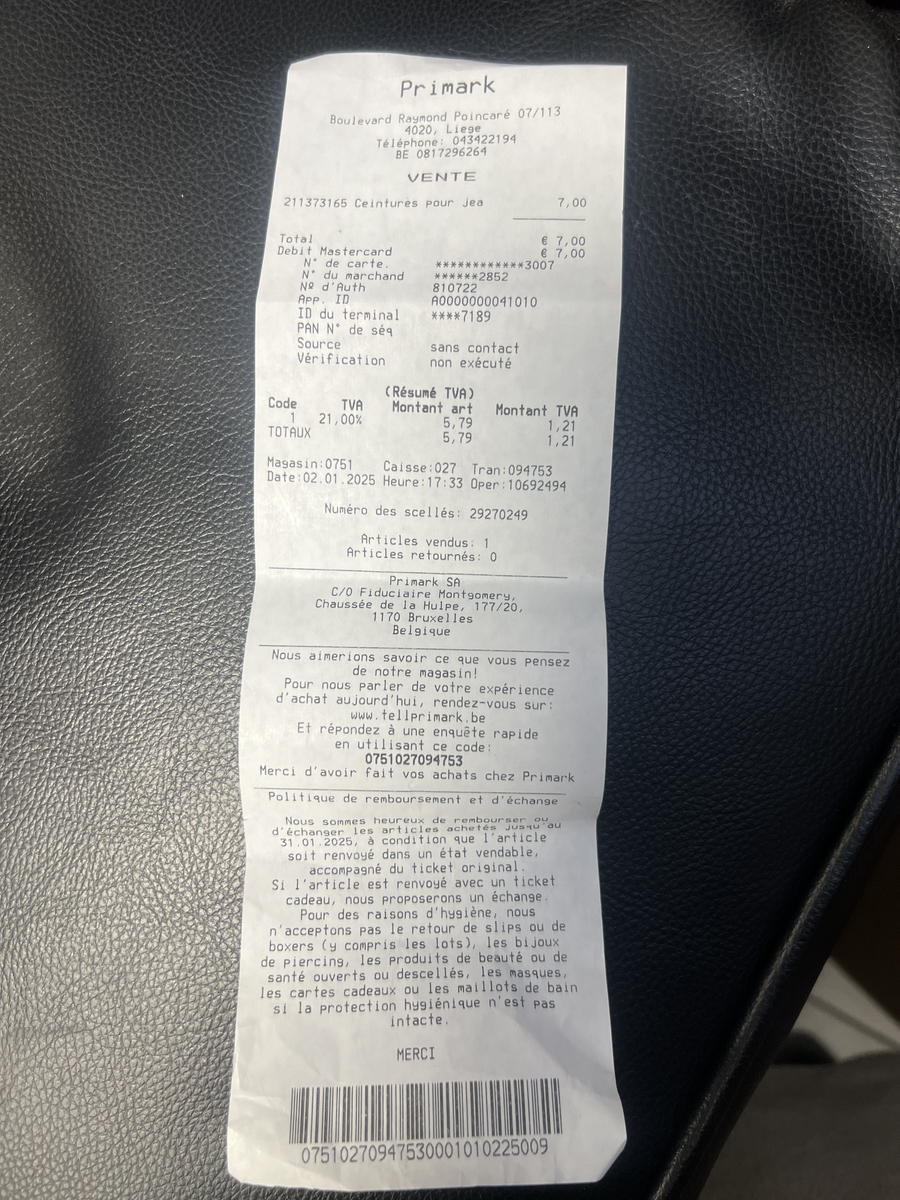 Primark
Boulevard Raymond Poincaré 07/113
4020, Liege
Téléphone: 043422194
BE 0817296264
VENTE
211373165 Ceintures pour Jea 7,00
Total € 7,00
Debit Mastercard € 7,00
N° de carte. ************3007
N° du marchand ******2852
Nº d'Auth 810722
App. ID A0000000041010
ID du terminal ****7189
PAN N° de séq
Source sans contact
Vérification non exécuté
(Résumé TVA)
Code TVA Montant art Montant TVA
1 21,00% 5,79 1,21
TOTAUX 5,79 1,21
Magasin:0751 Caisse:027 Tran:094753
Date:02.01.2025 Heure:17:33 Oper:10692494
Numéro des scellés: 29270249
Articles vendus: 1
Articles retournés: 0
Primark SA
C/O Fiduciaire Montgomery,
Chaussée de la Hulpe, 177/20,
1170 Bruxelles
Belgique
Nous aimerions savoir ce que vous pensez
de notre magasin!
Pour nous parler de votre expérience
d'achat aujourd'hui, rendez-vous sur:
www.tellprimark.be
Et répondez à une enquête rapide
en utilisant ce code:
0751027094753
Merci d'avoir fait vos achats chez Primark
Politique de remboursement et d'échange
Nous sommes heureux de rembourser ou
d'échanger les articles achetés jusqu'au
31.01.2025, à condition que l'article
soit renvoyé dans un état vendable,
accompagné du ticket original.
Si l'article est renvoyé avec un ticket
cadeau, nous proposerons un échange.
Pour des raisons d'hygiène, nous
n'acceptons pas le retour de slips ou de
boxers (y compris les lots), les bijoux
de piercing, les produits de beauté ou de
santé ouverts ou descellés, les masques,
les cartes cadeaux ou les maillots de bain
si la protection hygiénique n'est pas
intacte.
MERCI
07510270947530001010225009